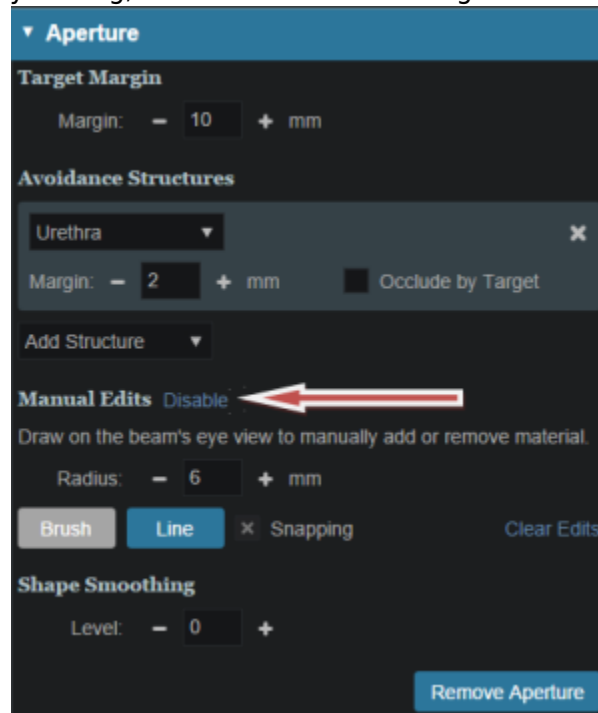 Aperture
Target Margin
Margin: − 10 + mm
Avoidance Structures
Urethra
Margin: − 2 + mm Occlude by Target
Add Structure
Manual Edits Disable
Draw on the beam's eye view to manually add or remove material.
Radius: − 6 + mm
Brush Line Snapping Clear Edits
Shape Smoothing
Level: − 0 +
Remove Aperture